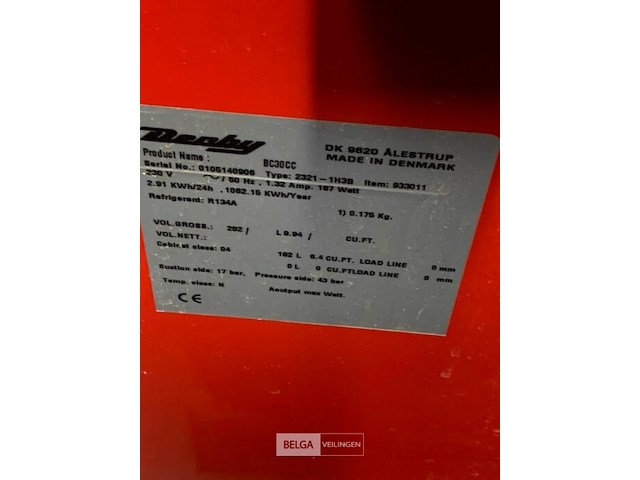 Derby
DK 9620 ÅLESTRUP
MADE IN DENMARK
Product Name : BC30CC
Serial No.: 0105140906 Type: 2321-1H3B Item: 933011
230 V ~/ 50 Hz . 1.32 Amp. 187 Watt
2.91 KWh/24h . 1062.15 KWh/Year
Refrigerant: R134A 1) 0.175 Kg.
VOL.GROSS.: 282 / L 9.94 / CU.FT.
VOL.NETT.: 182 L 6.4 CU.FT. LOAD LINE 0 mm
Cabinet class: 04 0 L 0 CU.FTLOAD LINE 0 mm
Suction side: 17 bar, Pressure side: 43 bar
Temp. class: N Aoutput max Watt.
CE
BELGA VEILINGEN